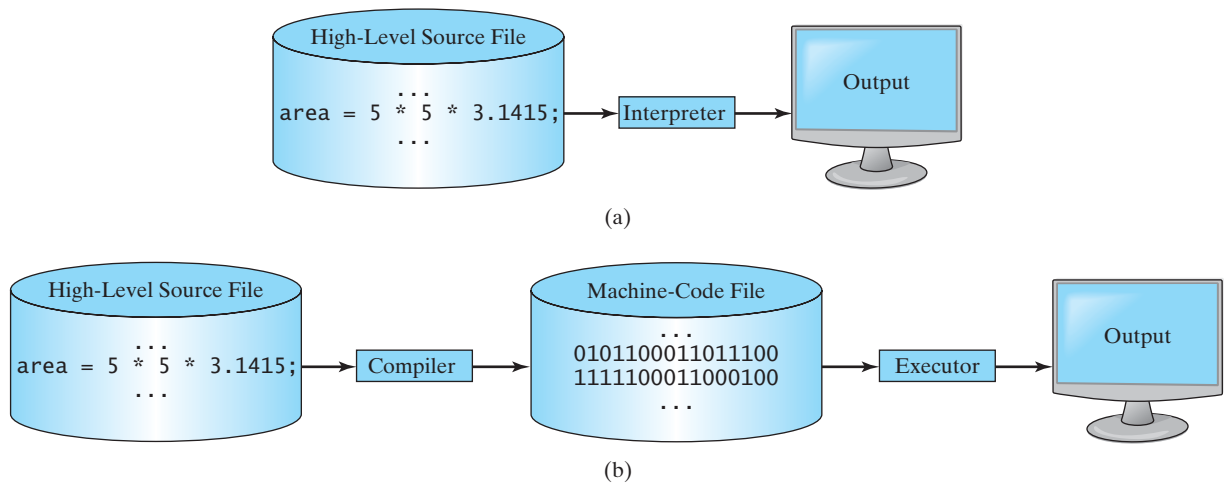 High-Level Source File
...
area = 5 * 5 * 3.1415;
...
Interpreter
Output
(a)
High-Level Source File
...
area = 5 * 5 * 3.1415;
...
Compiler
Machine-Code File
...
0101100011011100
1111100011000100
...
Executor
Output
(b)